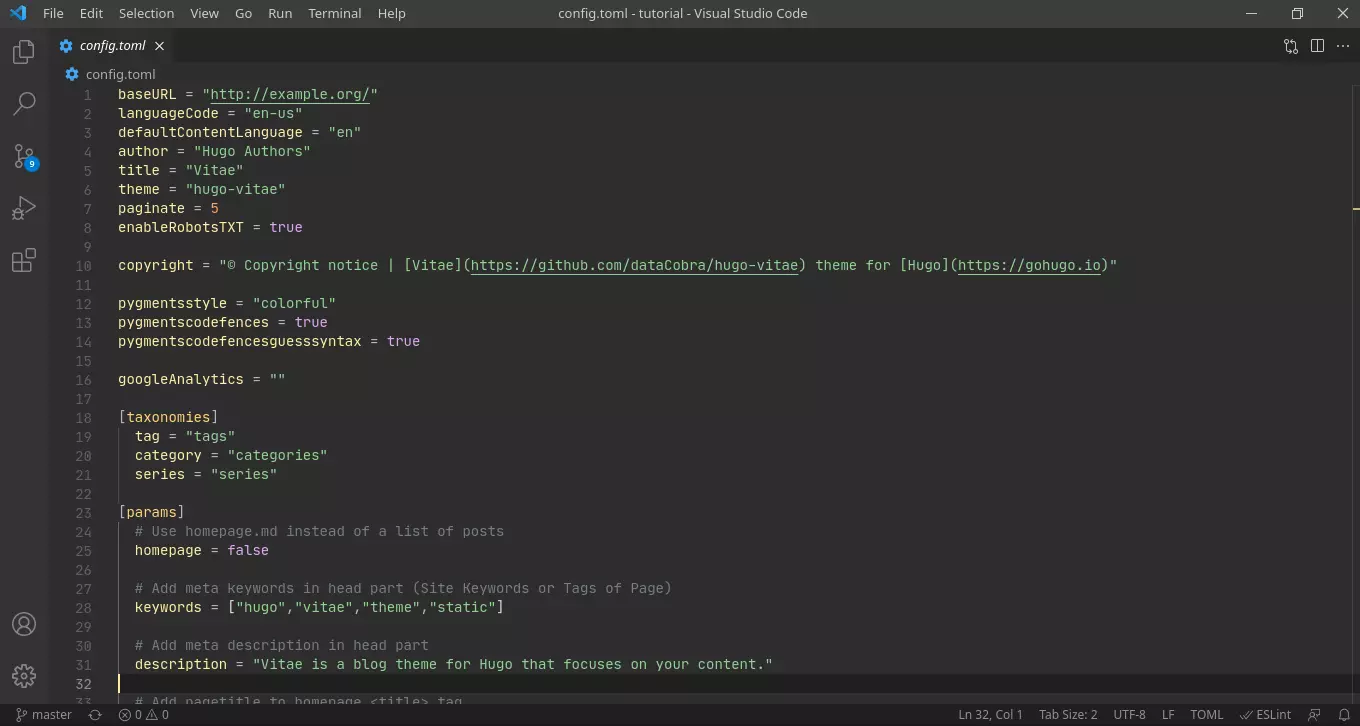 File Edit Selection View Go Run Terminal Help config.toml - tutorial - Visual Studio Code
config.toml
config.toml
1 baseURL = "http://example.org/"
2 languageCode = "en-us"
3 defaultContentLanguage = "en"
4 author = "Hugo Authors"
5 title = "Vitae"
6 theme = "hugo-vitae"
7 paginate = 5
8 enableRobotsTXT = true
9
10 copyright = "© Copyright notice | [Vitae](https://github.com/dataCobra/hugo-vitae) theme for [Hugo](https://gohugo.io)"
11
12 pygmentsstyle = "colorful"
13 pygmentscodefences = true
14 pygmentscodefencesguesssyntax = true
15
16 googleAnalytics = ""
17
18 [taxonomies]
19 tag = "tags"
20 category = "categories"
21 series = "series"
22
23 [params]
24 # Use homepage.md instead of a list of posts
25 homepage = false
26
27 # Add meta keywords in head part (Site Keywords or Tags of Page)
28 keywords = ["hugo","vitae","theme","static"]
29
30 # Add meta description in head part
31 description = "Vitae is a blog theme for Hugo that focuses on your content."
32
33 # Add pagetitle to homepage <title> tag
9
master 0 0 Ln 32, Col 1 Tab Size: 2 UTF-8 LF TOML ESLint